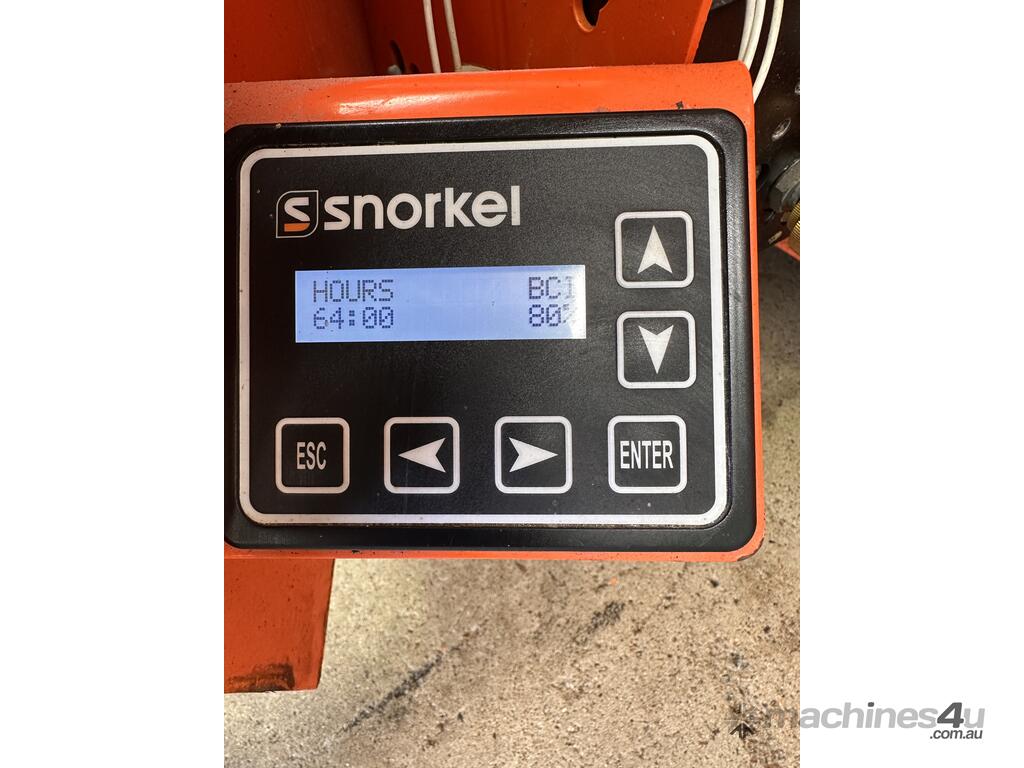 snorkel
HOURS BCI
64:00 80%
ESC
ENTER
machines4u
.com.au